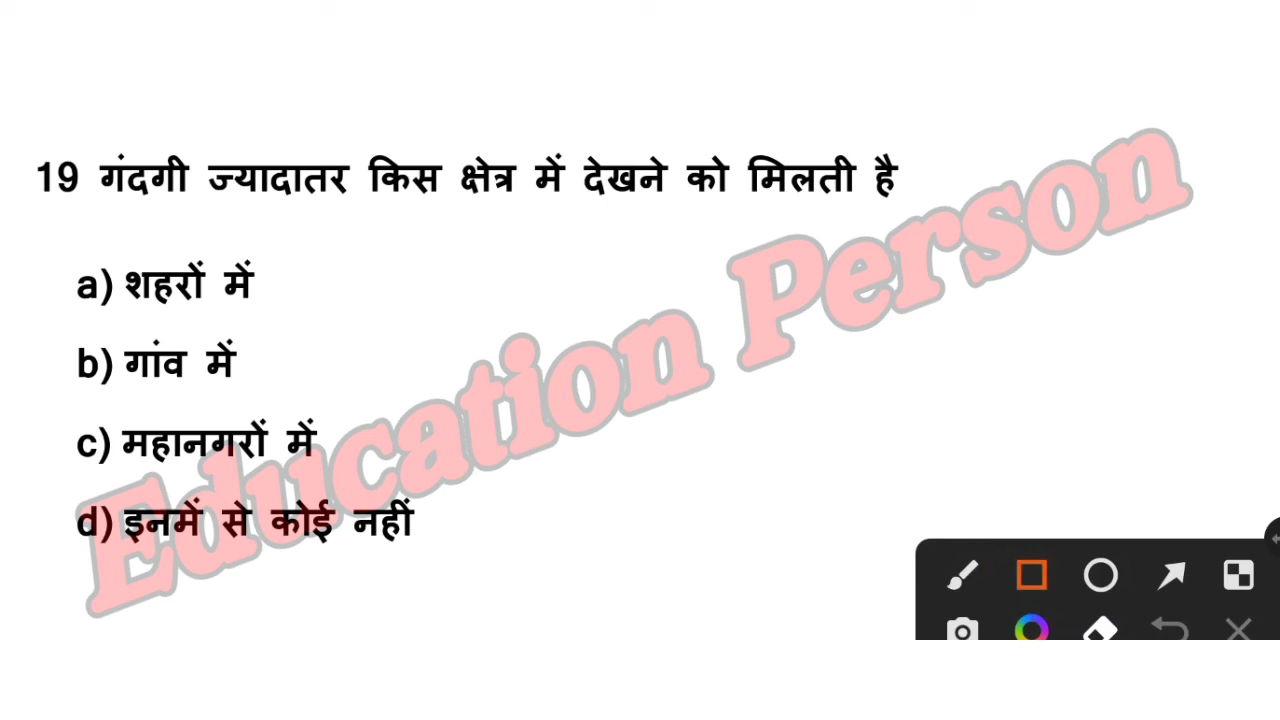 19 गंदगी ज्यादातर किस क्षेत्र में देखने को मिलती है
a) शहरों में
b) गांव में
c) महानगरों में
d) इनमें से कोई नहीं
Education Person